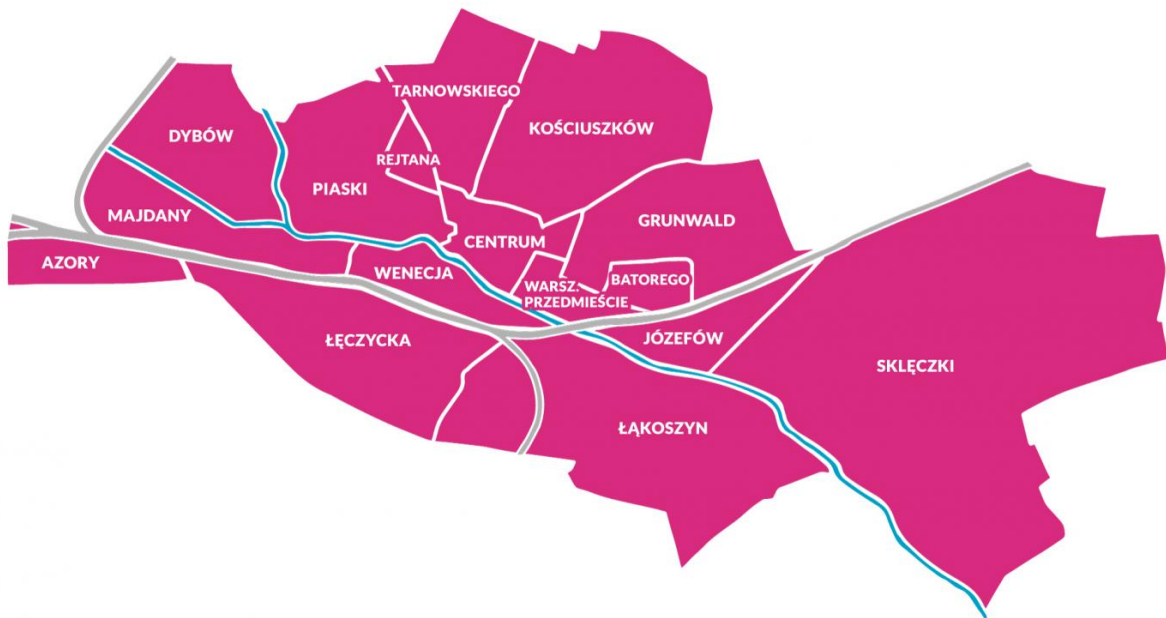 TARNOWSKIEGO
KOŚCIUSZKÓW
DYBÓW
REJTANA
PIASKI
MAJDANY
GRUNWALD
CENTRUM
AZORY
WENECJA
BATOREGO
WARSZ.
PRZEDMIEŚCIE
ŁĘCZYCKA
JÓZEFÓW
SKLĘCZKI
ŁĄKOSZYN